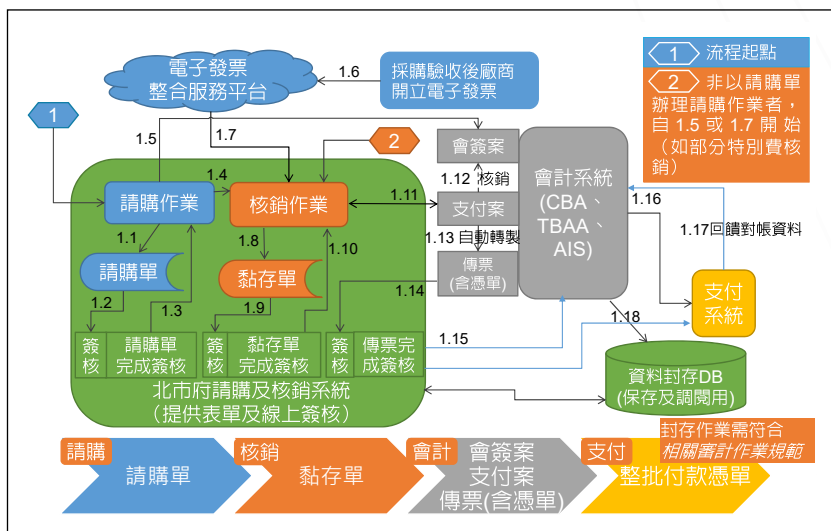 電子發票
整合服務平台
1.6
採購驗收後廠商
開立電子發票
1 流程起點
2 非以請購單
辦理請購作業者，
自 1.5 或 1.7 開始
（如部分特別費核
銷）
1
1.5
1.7
2
會簽案
1.12 核銷
支付案
1.13 自動轉製
傳票
(含憑單)
會計系統
(CBA、
TBAA、
AIS)
1.16
1.17回饋對帳資料
支付
系統
1.4
1.11
請購作業
核銷作業
1.1
1.8
1.10
請購單
黏存單
1.2
1.3
1.9
1.14
簽
核
請購單
完成簽核
簽
核
黏存單
完成簽核
簽
核
傳票完
成簽核
1.15
1.18
北市府請購及核銷系統
（提供表單及線上簽核）
資料封存DB
(保存及調閱用)
封存作業需符合
相關審計作業規範
請購
請購單
核銷
黏存單
會計
會簽案
支付案
傳票(含憑單)
支付
整批付款憑單